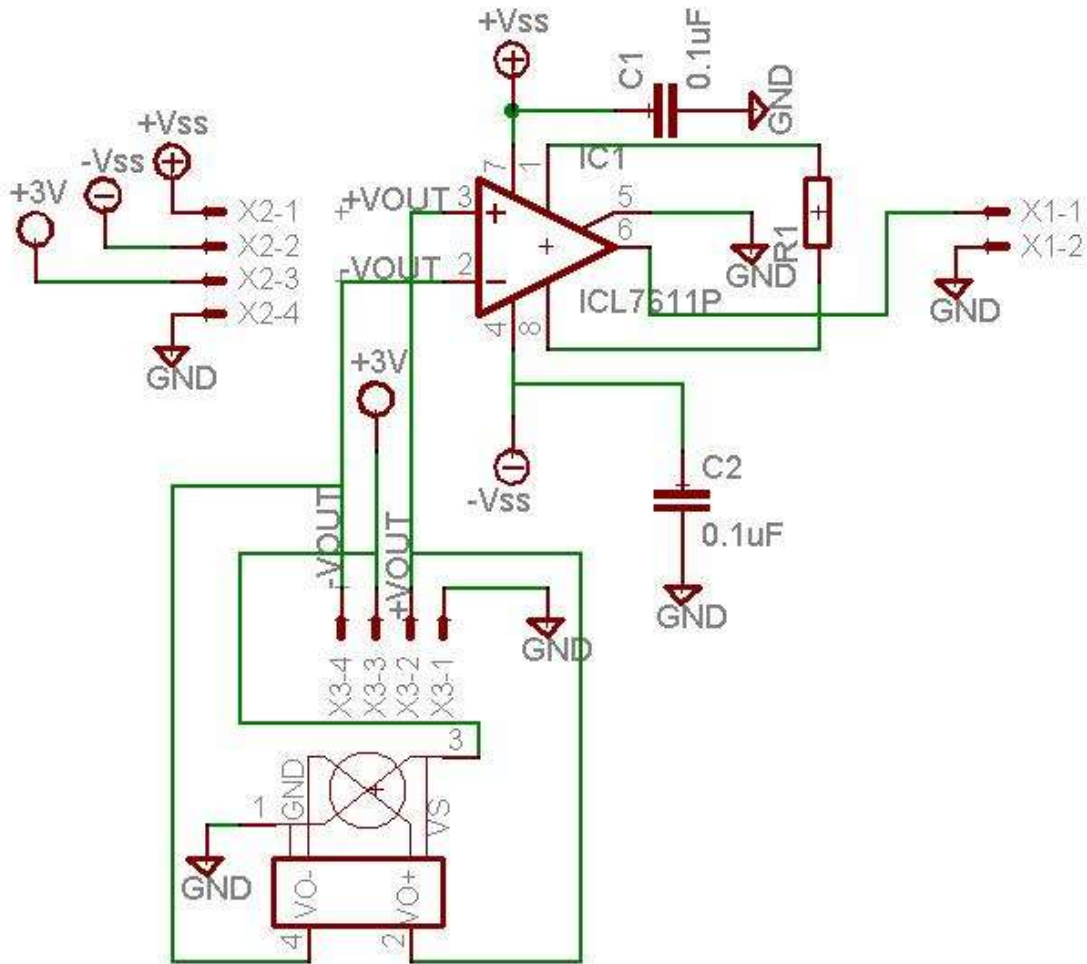 +Vss
C1
0.1uF
GND
+Vss
-Vss
+3V
X2-1
X2-2
X2-3
X2-4
GND
7
1
IC1
+VOUT
3
-VOUT
2
+
5
6
GND
R1
ICL7611P
4
8
X1-1
X1-2
GND
+3V
-Vss
C2
0.1uF
GND
-VOUT
+VOUT
GND
X3-4
X3-3
X3-2
X3-1
3
1
GND
VS
GND
VO-
VO+
4
2